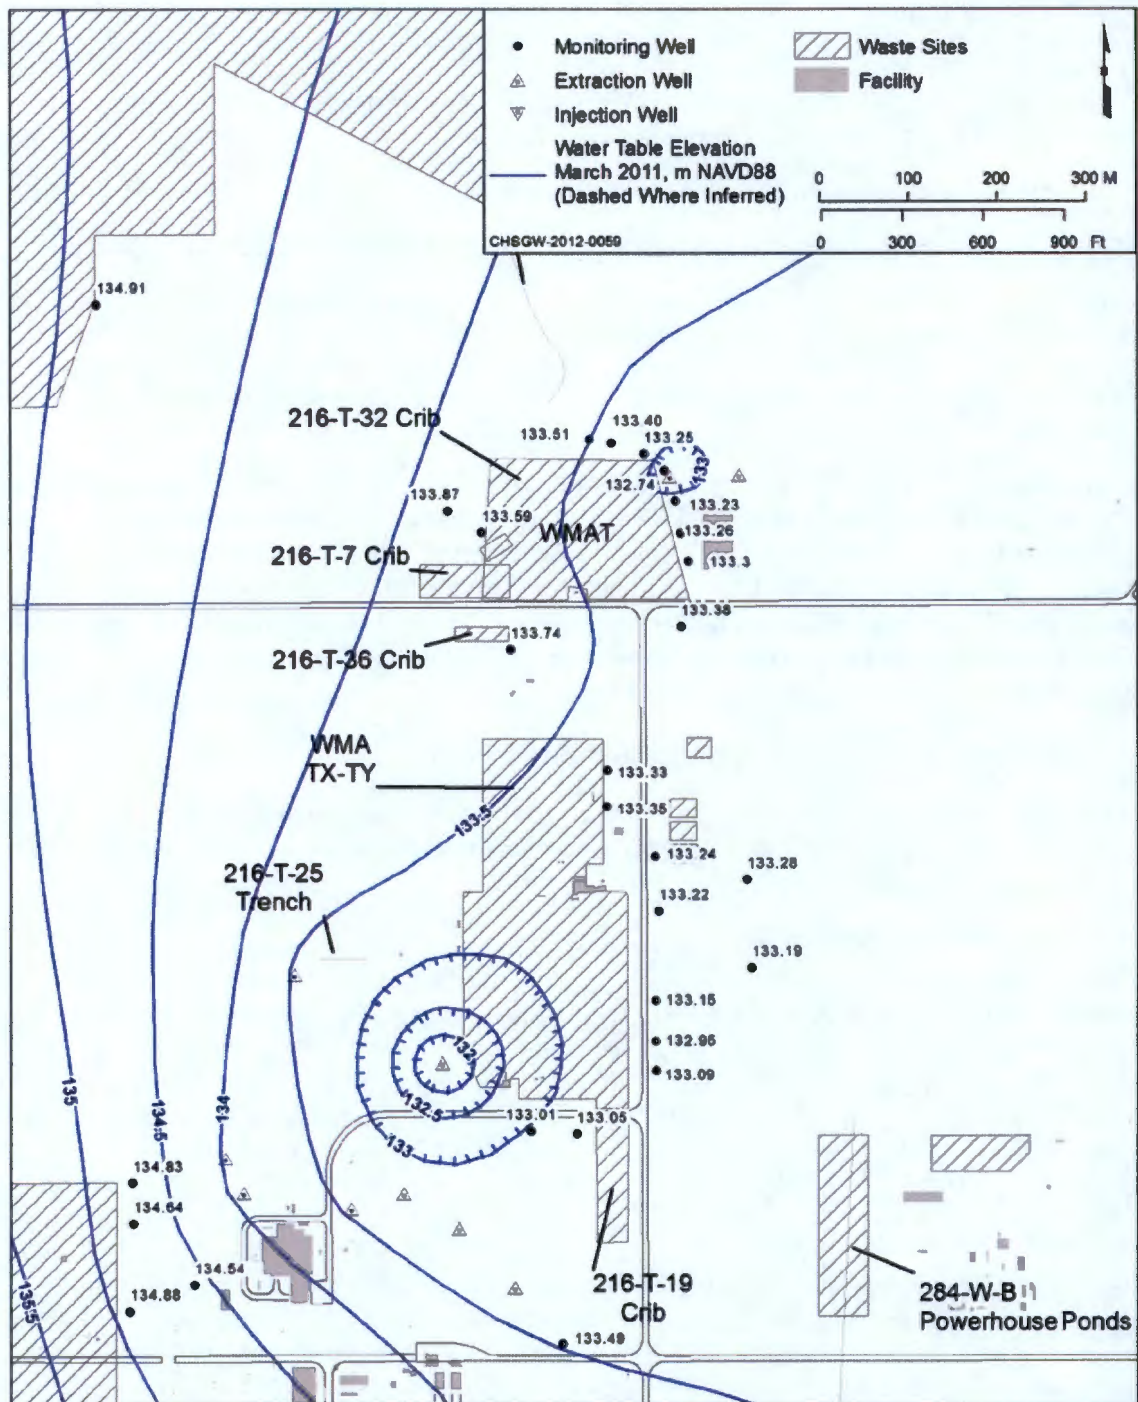 Monitoring Well
Waste Sites
Extraction Well
Facility
Injection Well
Water Table Elevation
March 2011, m NAVD88
(Dashed Where Inferred)
0 100 200 300 M
CHSGW-2012-0059
0 300 600 900 Ft
134.91
216-T-32 Crib
133.51
133.40
133.25
133
132.74
133.87
133.23
133.59
WMAT
133.26
216-T-7 Crib
133.3
133.38
133.74
216-T-36 Crib
WMA
TX-TY
133.33
133.35
133.5
133.24
133.28
216-T-25
Trench
133.22
133.19
133.15
132
132.96
133.09
135
134.5
134
132.5
133.01
133.05
133
134.83
134.64
134.54
134.88
135.5
216-T-19
Crib
284-W-B
Powerhouse Ponds
133.49